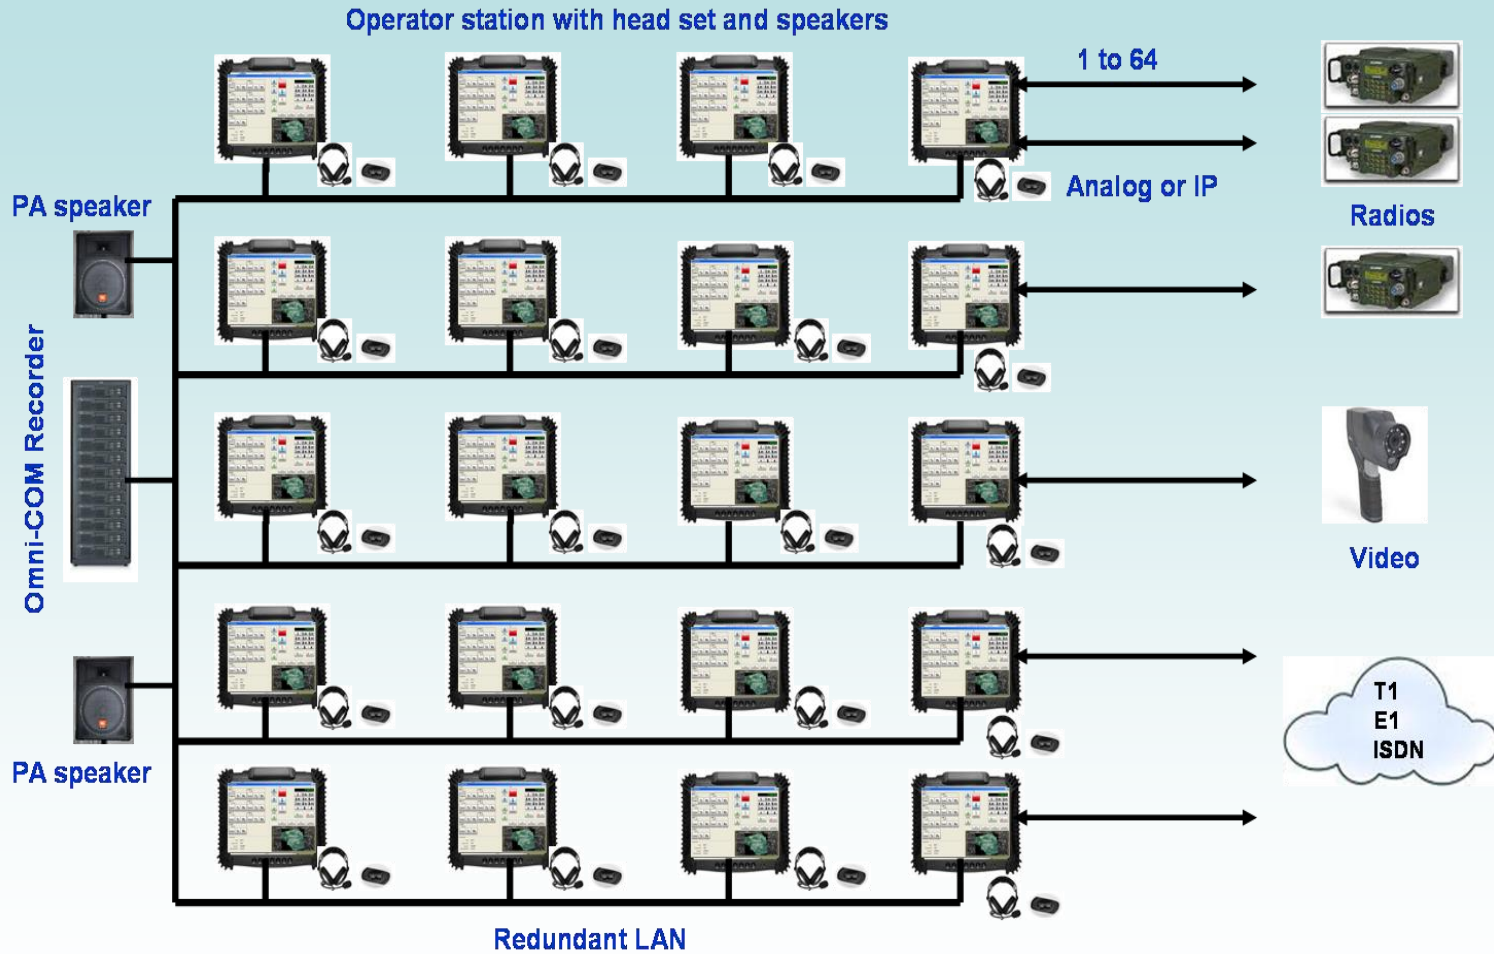 Operator station with head set and speakers
1 to 64
Analog or IP
PA speaker
Radios
Omni-COM Recorder
Video
T1
E1
ISDN
PA speaker
Redundant LAN